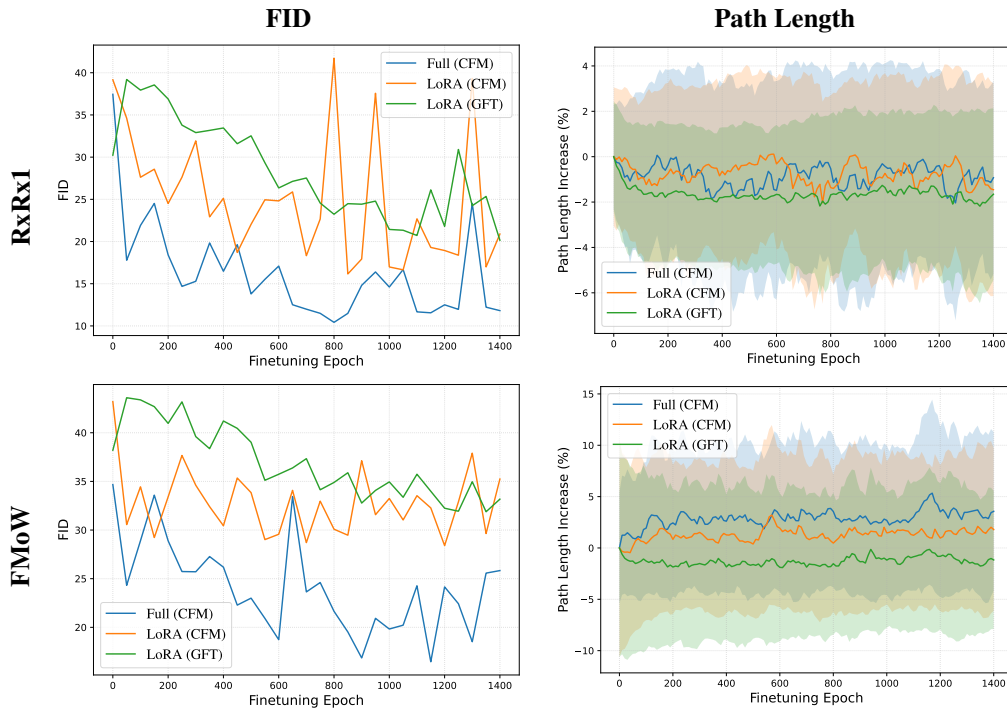 FID
Path Length
RxRx1
FID
40
35
30
25
20
15
10
Full (CFM)
LoRA (CFM)
LoRA (GFT)
0 200 400 600 800 1000 1200 1400
Finetuning Epoch
Path Length Increase (%)
4
2
0
−2
−4
−6
Full (CFM)
LoRA (CFM)
LoRA (GFT)
0 200 400 600 800 1000 1200 1400
Finetuning Epoch
FMoW
FID
40
35
30
25
20
Full (CFM)
LoRA (CFM)
LoRA (GFT)
0 200 400 600 800 1000 1200 1400
Finetuning Epoch
Path Length Increase (%)
15
10
5
0
−5
−10
Full (CFM)
LoRA (CFM)
LoRA (GFT)
0 200 400 600 800 1000 1200 1400
Finetuning Epoch